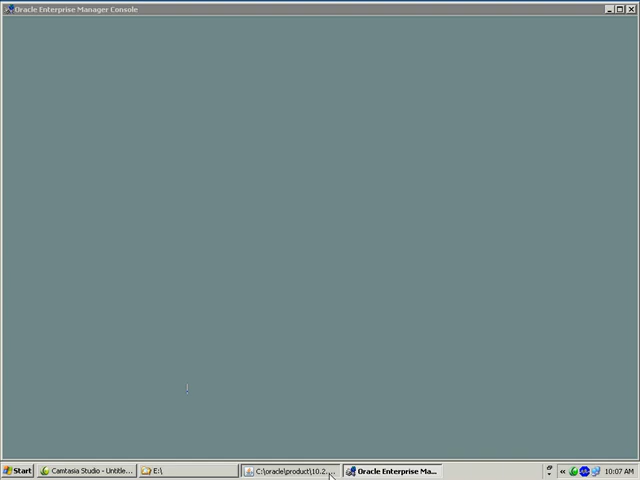 Oracle Enterprise Manager Console
Start
Camtasia Studio - Untitle...
E:\
C:\oracle\product\10.2....
Oracle Enterprise Ma...
«
10:07 AM